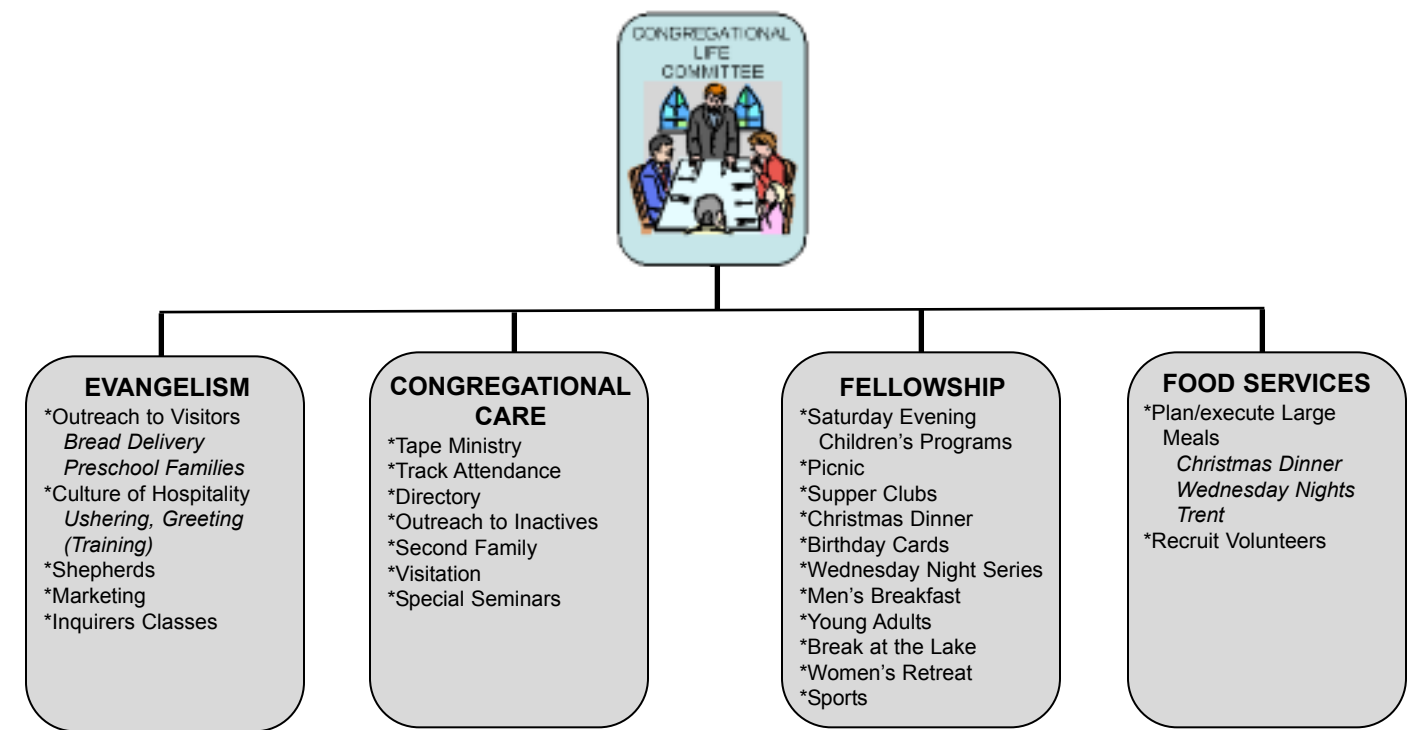 CONGREGATIONAL
LIFE
COMMITTEE
EVANGELISM
*Outreach to Visitors
Bread Delivery
Preschool Families
*Culture of Hospitality
Ushering, Greeting
(Training)
*Shepherds
*Marketing
*Inquirers Classes
CONGREGATIONAL
CARE
*Tape Ministry
*Track Attendance
*Directory
*Outreach to Inactives
*Second Family
*Visitation
*Special Seminars
FELLOWSHIP
*Saturday Evening
Children’s Programs
*Picnic
*Supper Clubs
*Christmas Dinner
*Birthday Cards
*Wednesday Night Series
*Men’s Breakfast
*Young Adults
*Break at the Lake
*Women’s Retreat
*Sports
FOOD SERVICES
*Plan/execute Large
Meals
Christmas Dinner
Wednesday Nights
Trent
*Recruit Volunteers